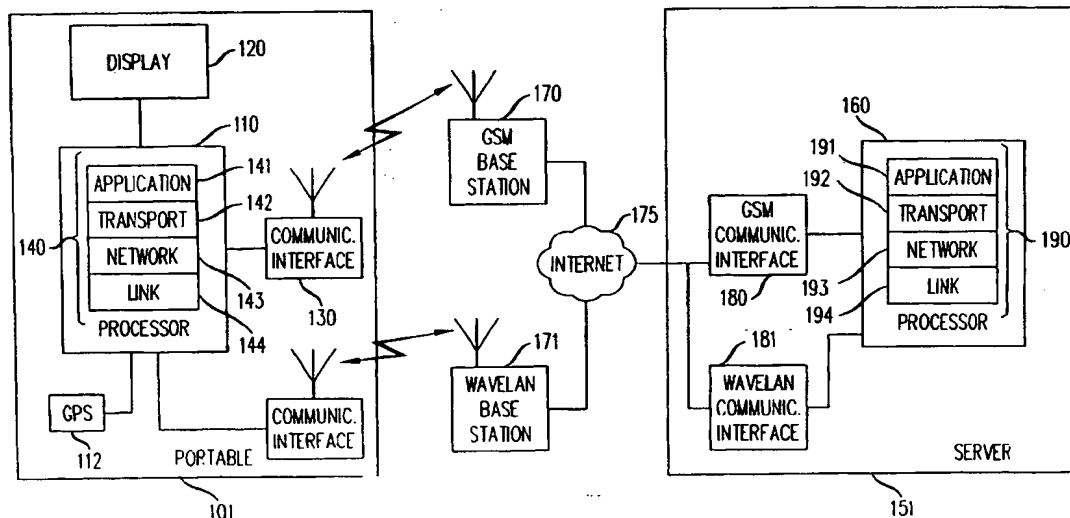 DISPLAY
120
110
APPLICATION
141
TRANSPORT
142
140
NETWORK
143
LINK
144
PROCESSOR
COMMUNIC.
INTERFACE
130
GPS
112
COMMUNIC.
INTERFACE
PORTABLE
101
170
GSM
BASE
STATION
175
INTERNET
171
WAVELAN
BASE
STATION
GSM
COMMUNIC.
INTERFACE
180
181
WAVELAN
COMMUNIC.
INTERFACE
160
191
APPLICATION
192
TRANSPORT
190
NETWORK
193
LINK
194
PROCESSOR
SERVER
151